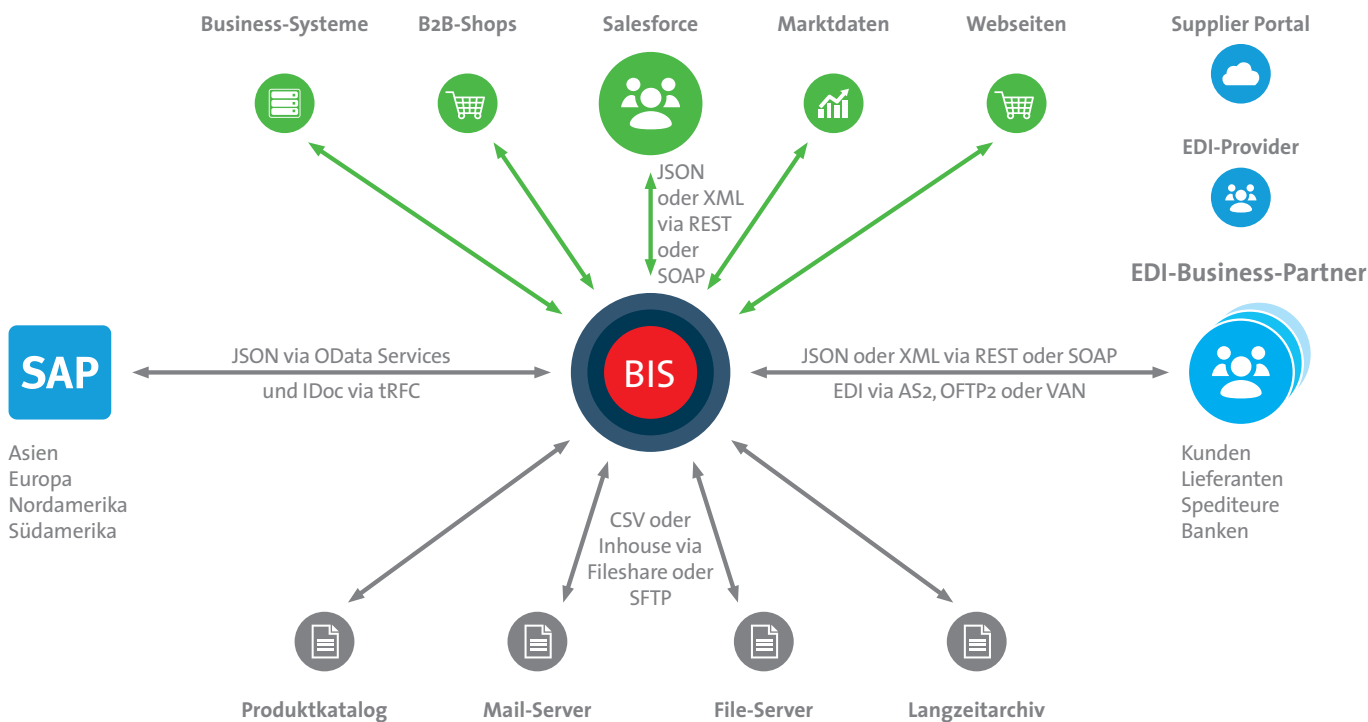 Business-Systeme
B2B-Shops
Salesforce
Marktdaten
Webseiten
Supplier Portal
EDI-Provider
JSON
oder XML
via REST
oder
SOAP
EDI-Business-Partner
SAP
JSON via OData Services
und IDoc via tRFC
BIS
JSON oder XML via REST oder SOAP
EDI via AS2, OFTP2 oder VAN
Asien
Europa
Nordamerika
Südamerika
Kunden
Lieferanten
Spediteure
Banken
CSV oder
Inhouse via
Fileshare oder
SFTP
Produktkatalog
Mail-Server
File-Server
Langzeitarchiv